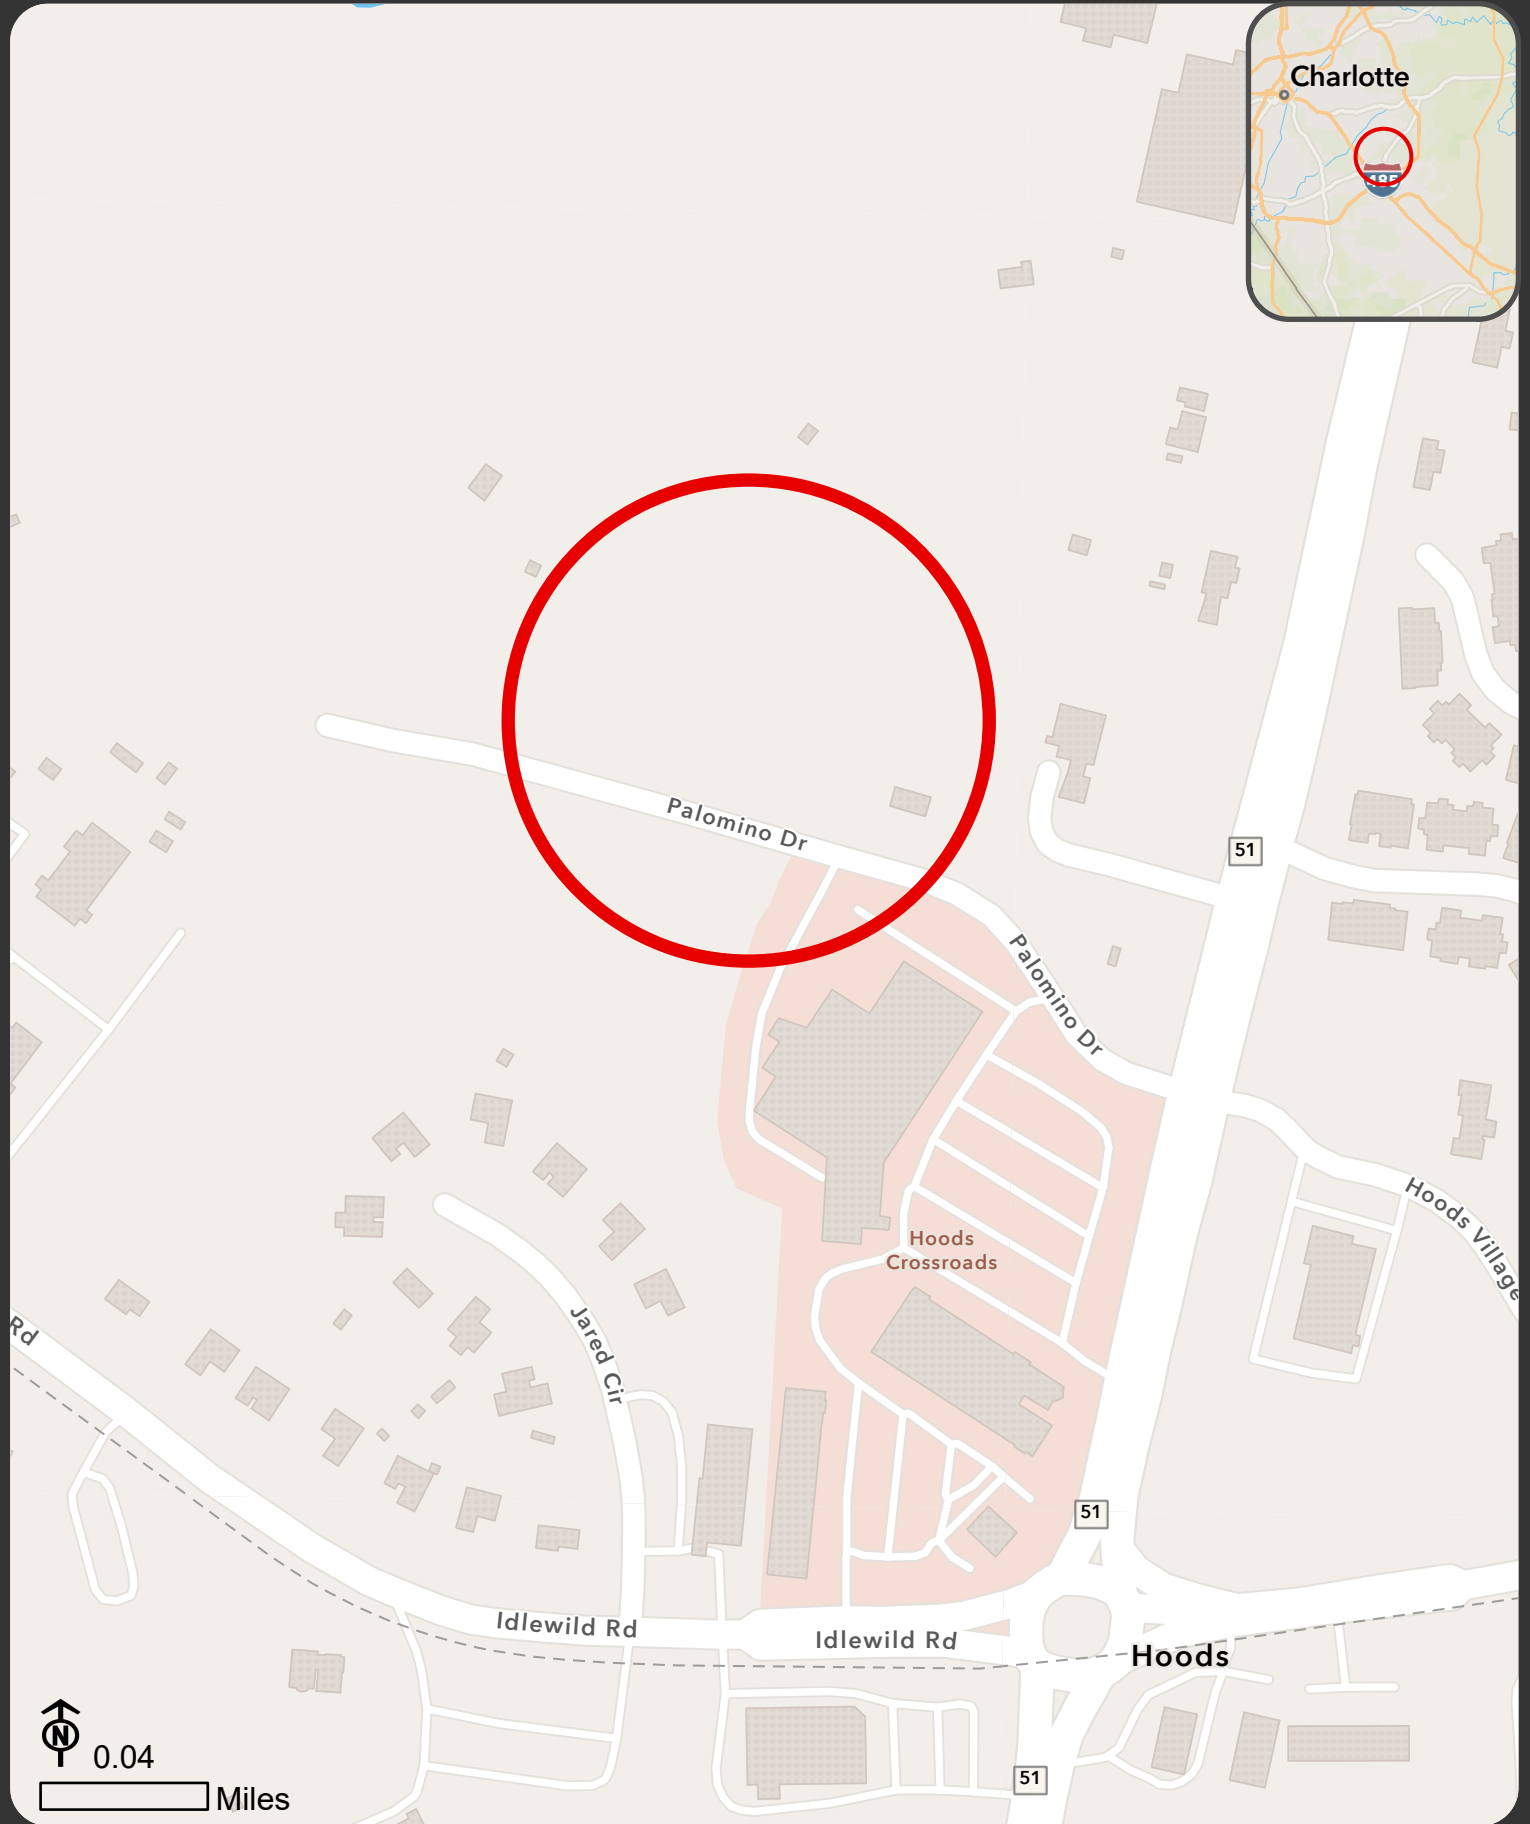 Charlotte
485
51
Palomino Dr
Palomino Dr
Hoods Village
Hoods
Crossroads
Rd
Jared Cir
51
Idlewild Rd
Idlewild Rd
Hoods
N
0.04
Miles
51